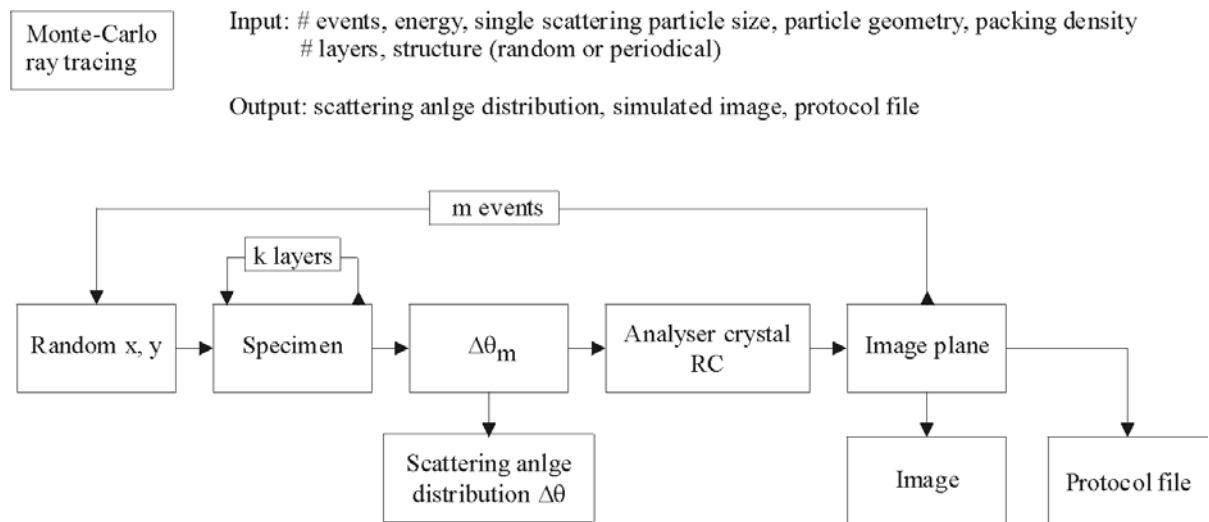 Monte-Carlo
ray tracing
Input: # events, energy, single scattering particle size, particle geometry, packing density
# layers, structure (random or periodical)
Output: scattering anlge distribution, simulated image, protocol file
m events
k layers
Random x, y
Specimen
Δθm
Analyser crystal
RC
Image plane
Scattering anlge
distribution Δθ
Image
Protocol file